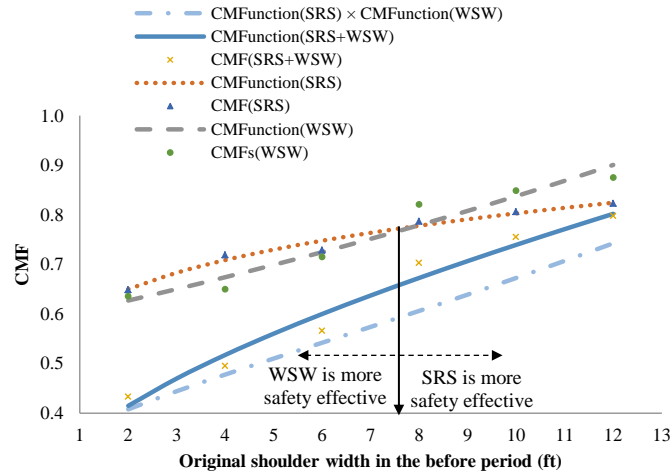 CMFunction(SRS) × CMFunction(WSW)
CMFunction(SRS+WSW)
CMF(SRS+WSW)
CMFunction(SRS)
CMF(SRS)
CMFunction(WSW)
CMFs(WSW)
1.0
0.9
0.8
0.7
0.6
0.5
0.4
CMF
WSW is more
safety effective
SRS is more
safety effective
1 2 3 4 5 6 7 8 9 10 11 12 13
Original shoulder width in the before period (ft)